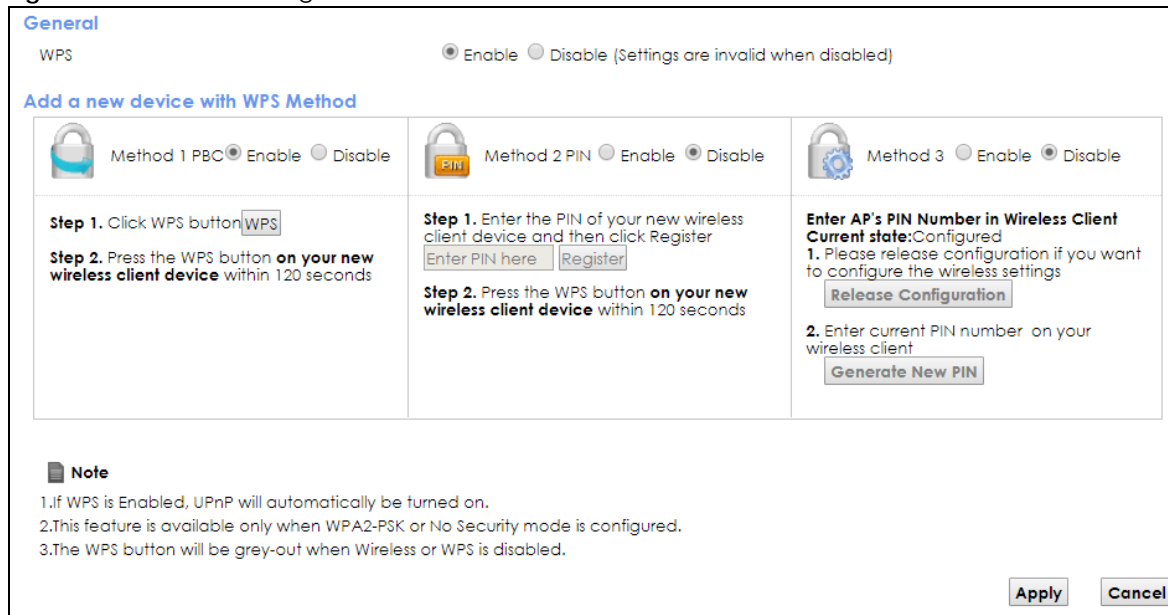 General
WPS Enable Disable (Settings are invalid when disabled)
Add a new device with WPS Method
Method 1 PBC Enable Disable
Step 1. Click WPS button WPS
Step 2. Press the WPS button on your new
wireless client device within 120 seconds
PIN
Method 2 PIN Enable Disable
Step 1. Enter the PIN of your new wireless
client device and then click Register
Enter PIN here Register
Step 2. Press the WPS button on your new
wireless client device within 120 seconds
Method 3 Enable Disable
Enter AP's PIN Number in Wireless Client
Current state:Configured
1. Please release configuration if you want
to configure the wireless settings
Release Configuration
2. Enter current PIN number on your
wireless client
Generate New PIN
Note
1.If WPS is Enabled, UPnP will automatically be turned on.
2.This feature is available only when WPA2-PSK or No Security mode is configured.
3.The WPS button will be grey-out when Wireless or WPS is disabled.
Apply Cancel